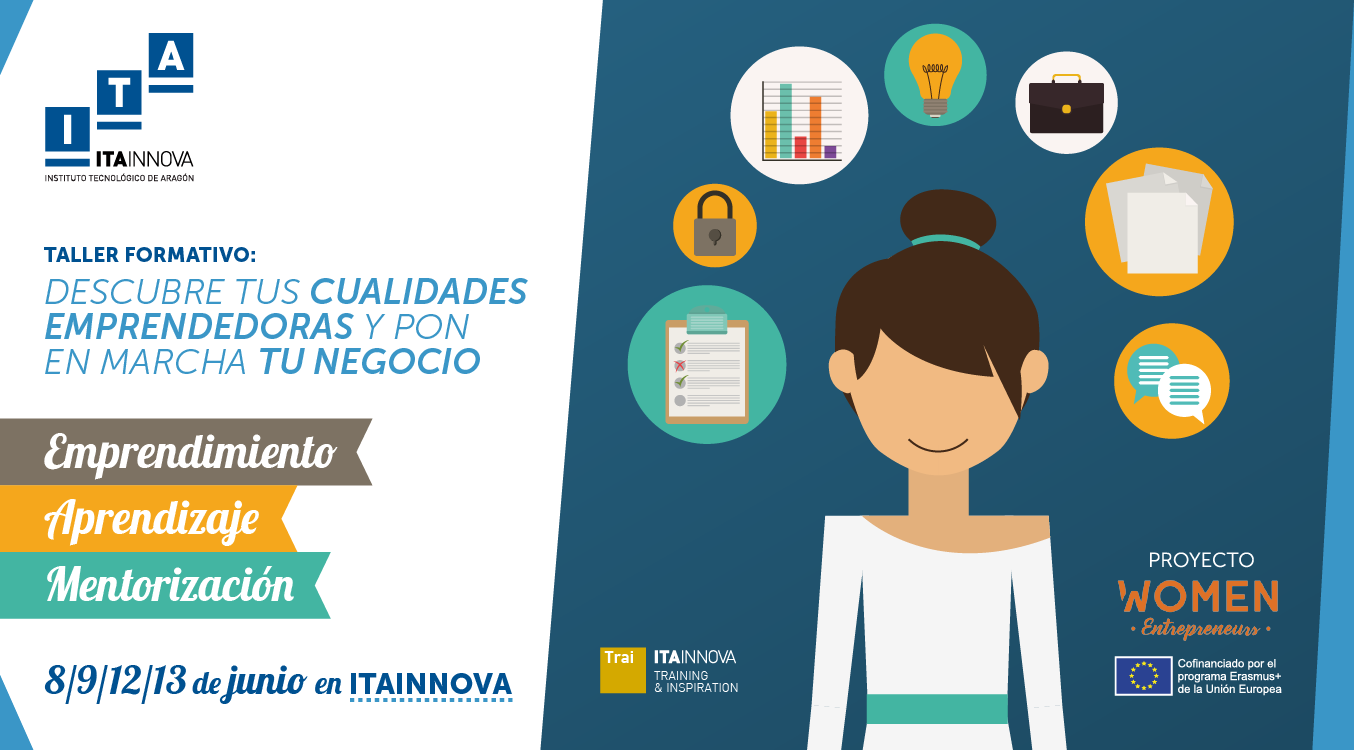 I
T
A
ITAINNOVA
INSTITUTO TECNOLÓGICO DE ARAGÓN
TALLER FORMATIVO:
DESCUBRE TUS CUALIDADES
EMPRENDEDORAS Y PON
EN MARCHA TU NEGOCIO
Emprendimiento
Aprendizaje
Mentorización
8/9/12/13 de junio en ITAINNOVA
Trai
ITAINNOVA
TRAINING
& INSPIRATION
PROYECTO
WOMEN
• Entrepreneurs •
Cofinanciado por el
programa Erasmus+
de la Unión Europea